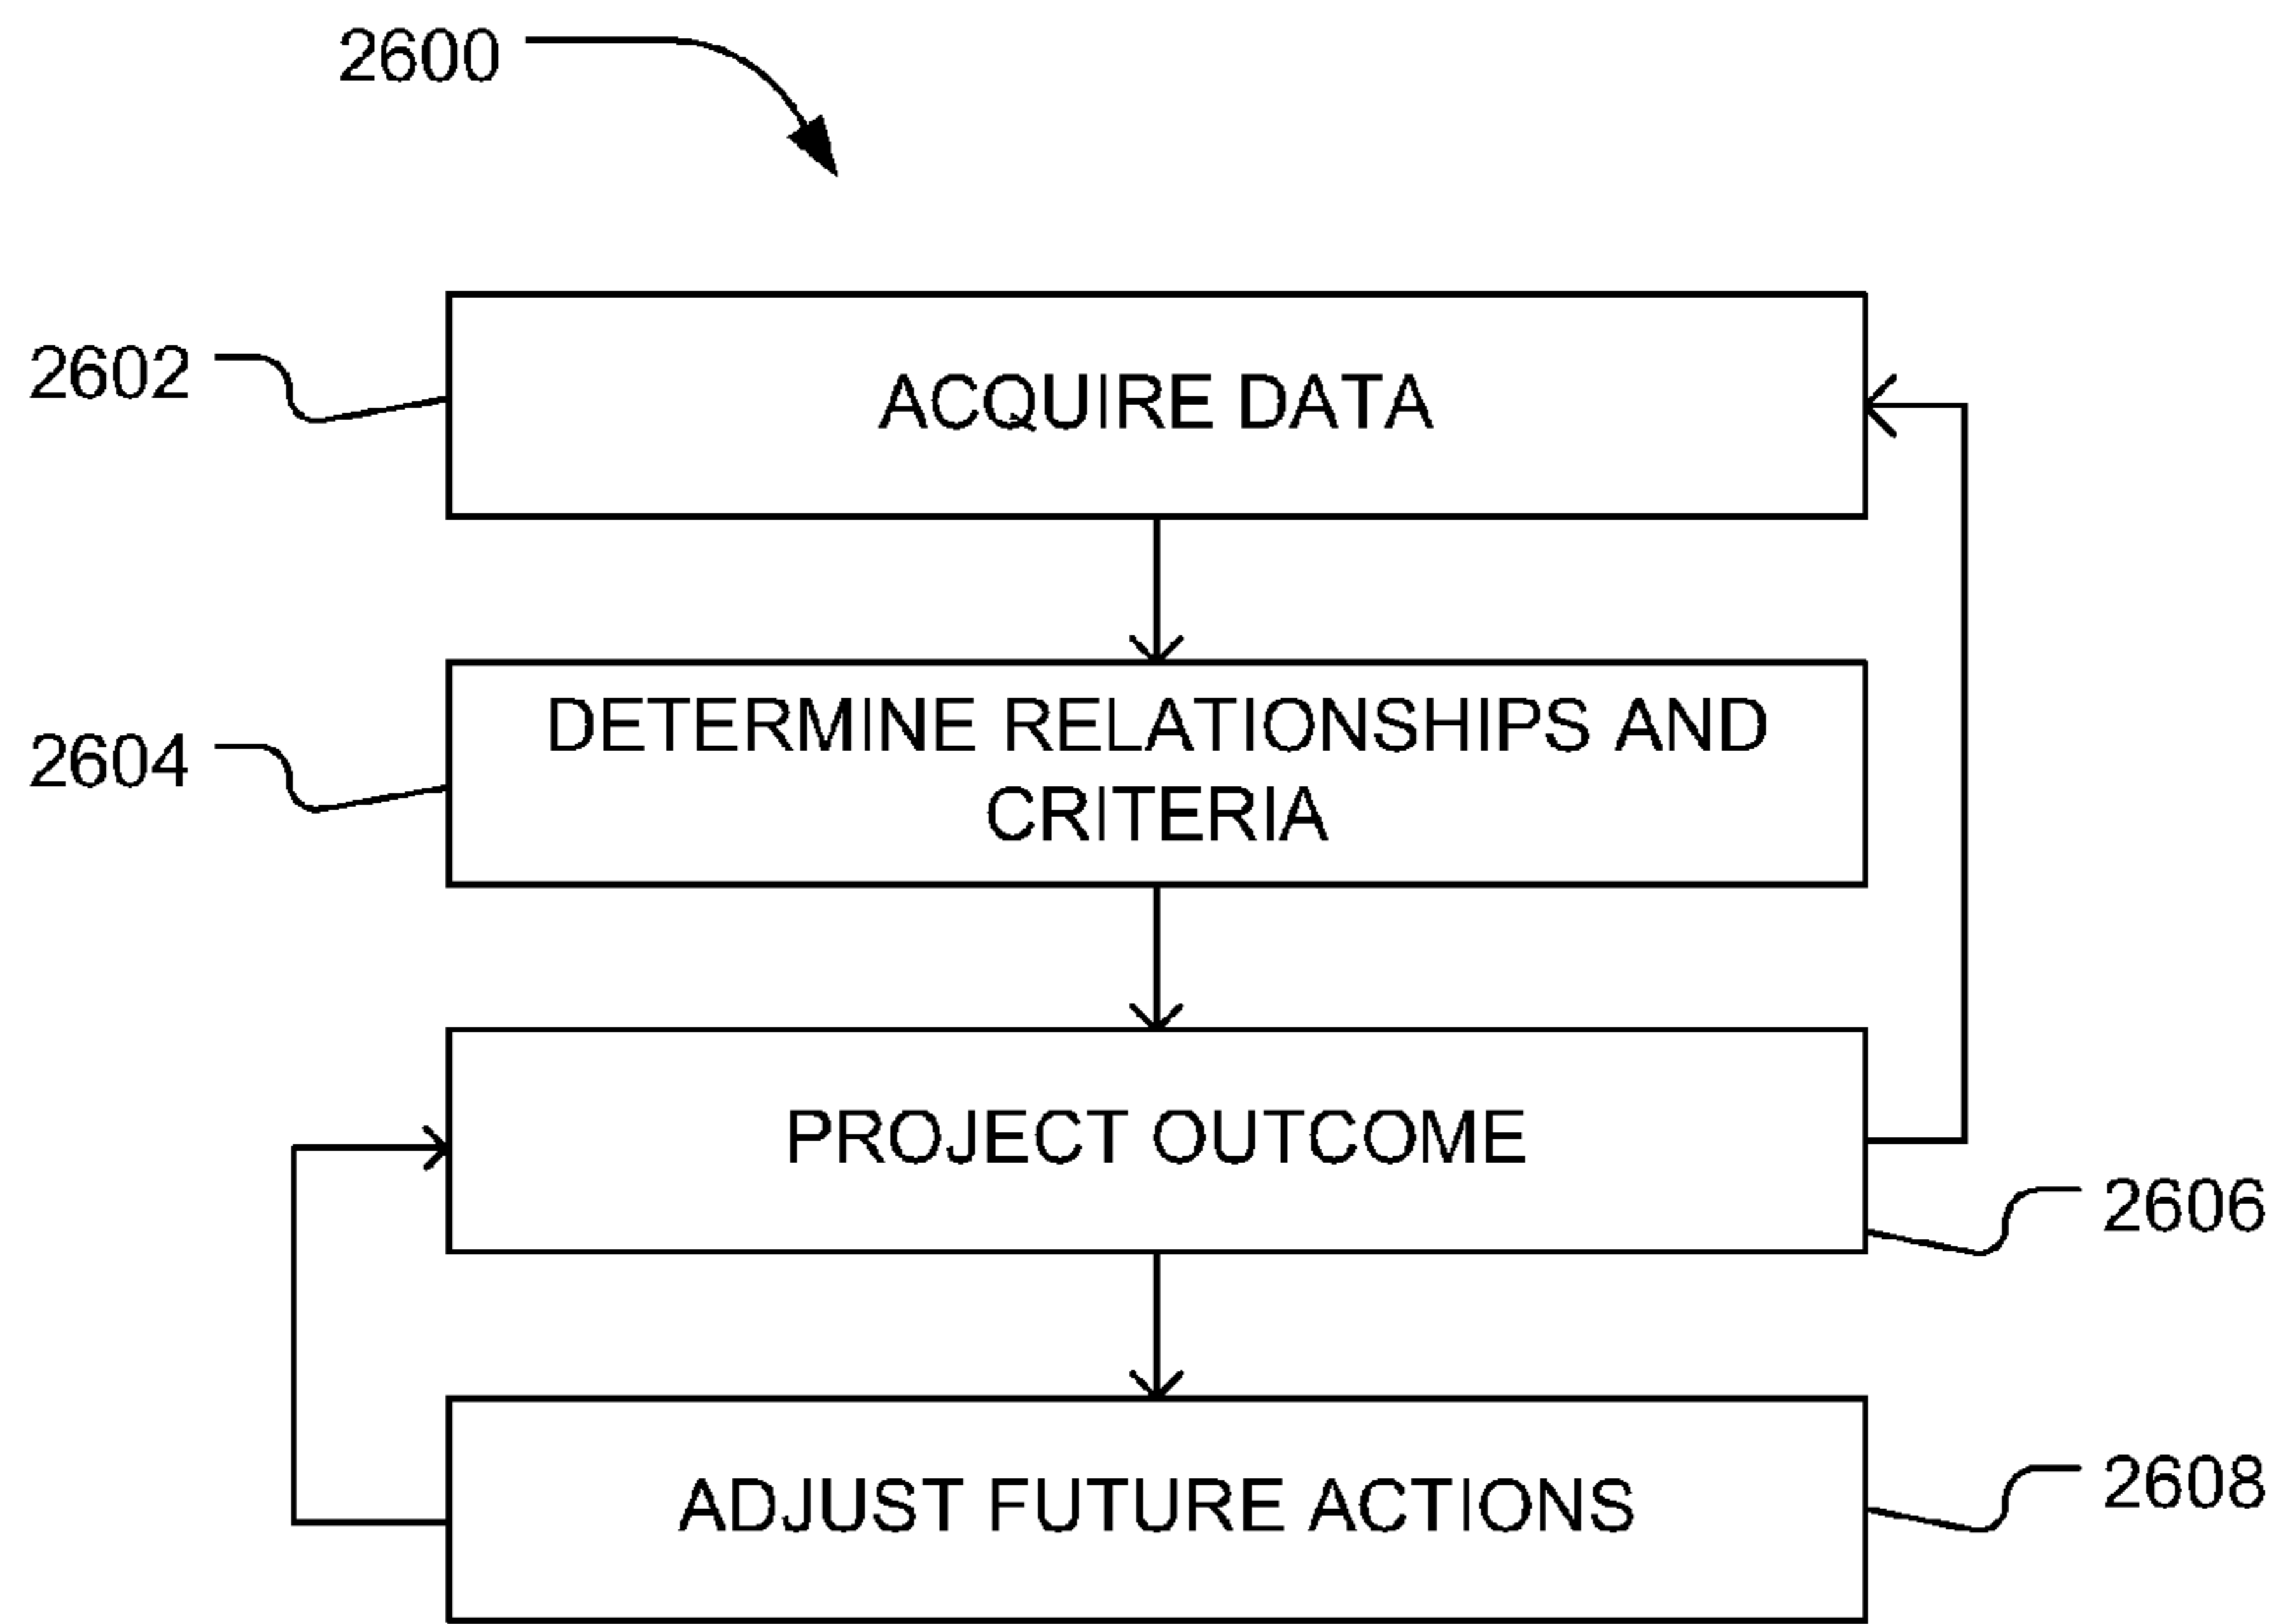 2600
2602
ACQUIRE DATA
2604
DETERMINE RELATIONSHIPS AND
CRITERIA
PROJECT OUTCOME
2606
ADJUST FUTURE ACTIONS
2608